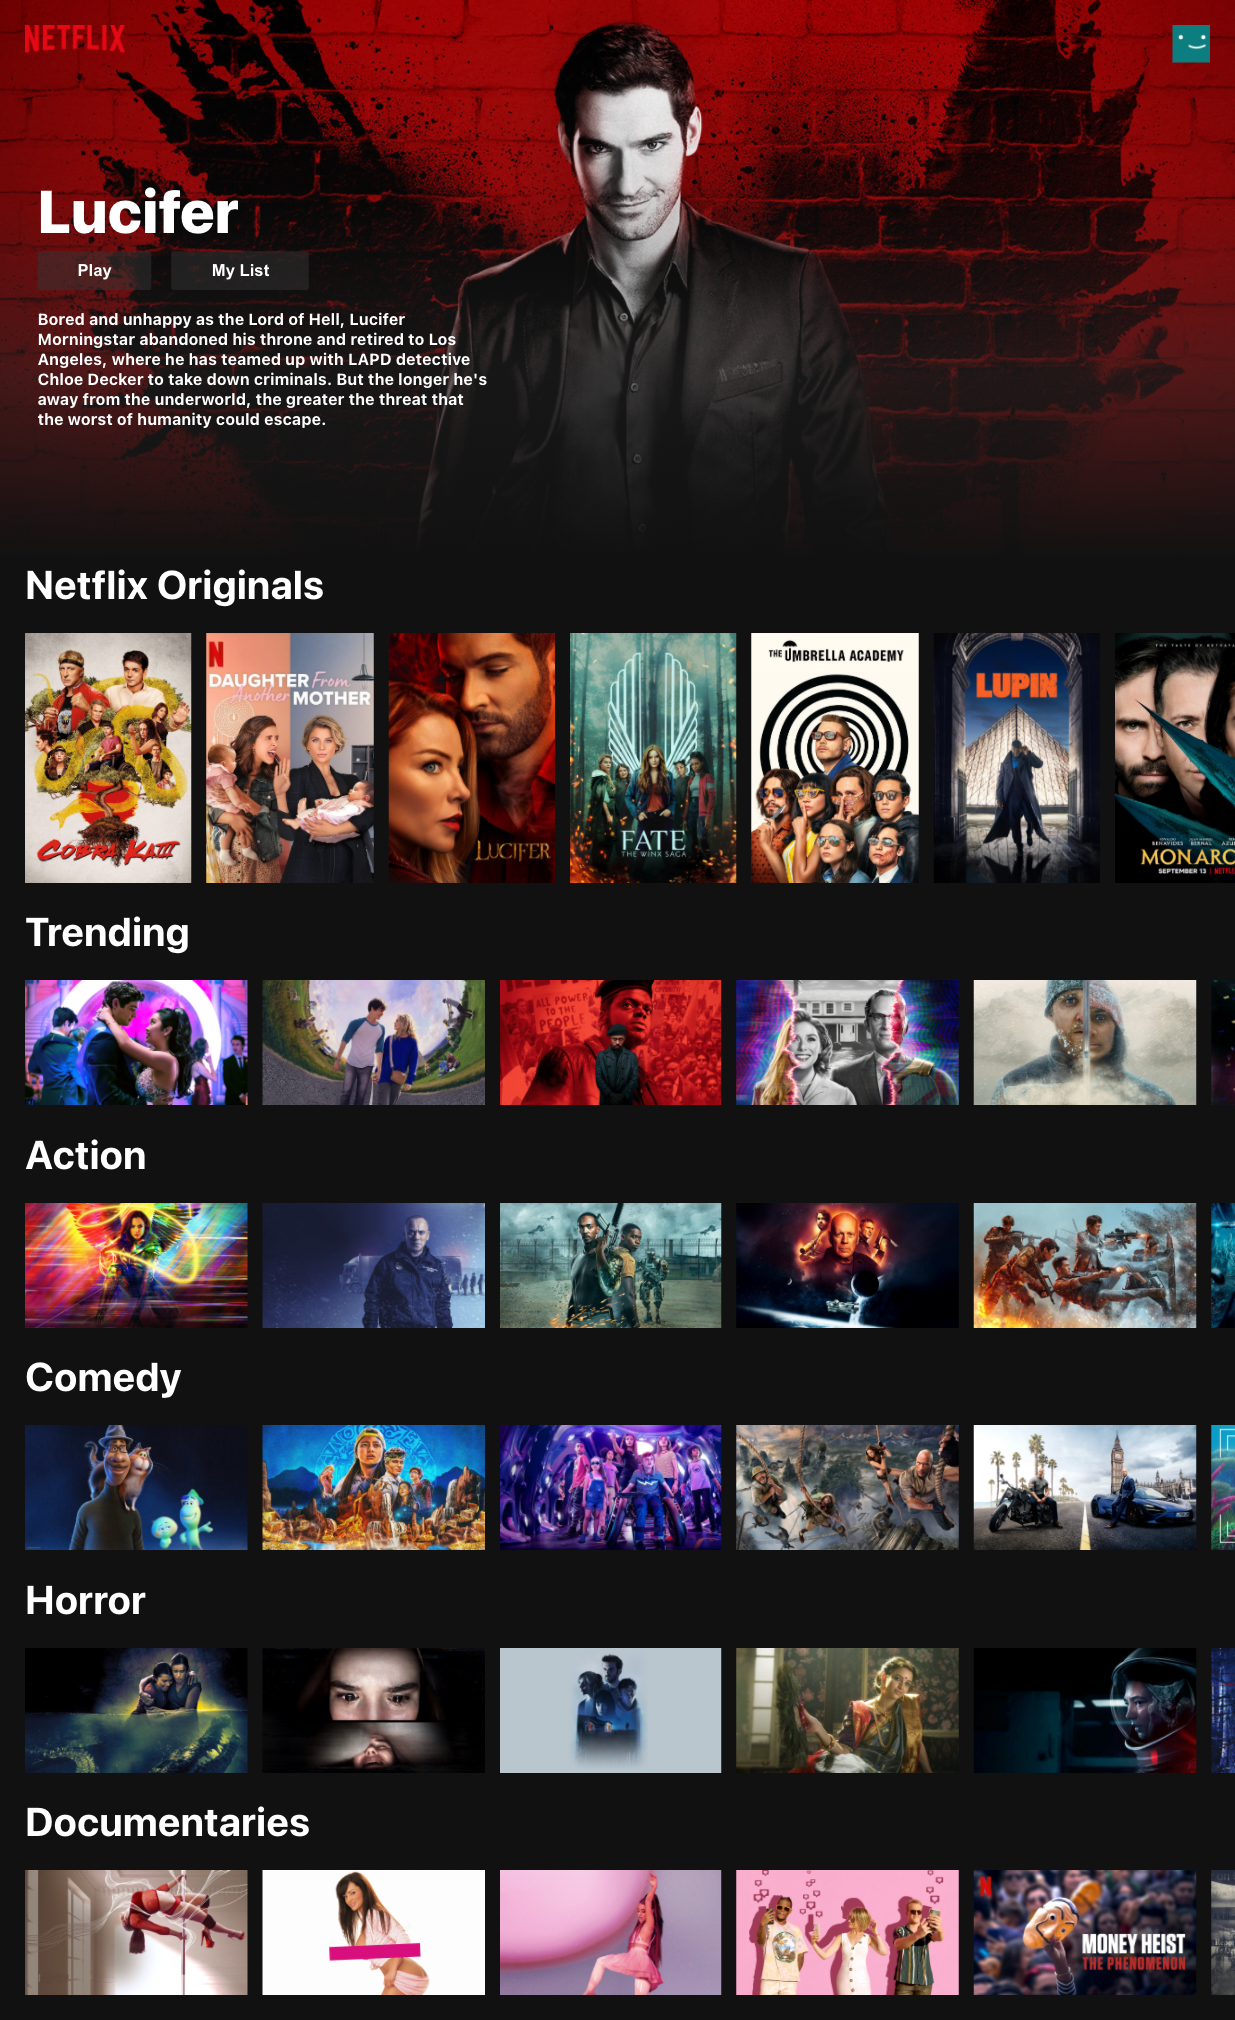 NETFLIX
Lucifer
Play
My List
Bored and unhappy as the Lord of Hell, Lucifer
Morningstar abandoned his throne and retired to Los
Angeles, where he has teamed up with LAPD detective
Chloe Decker to take down criminals. But the longer he's
away from the underworld, the greater the threat that
the worst of humanity could escape.
Netflix Originals
COBRA KAI
N
DAUGHTER From
Another MOTHER
LUCIFER
FATE
THE WINX SAGA
THE UMBRELLA ACADEMY
LUPIN
BENAVIDES BERNAL
MONARC
SEPTEMBER 13 |
Trending
ALL POWER
TO THE
PEOPLE
Action
Comedy
Horror
Documentaries
N
MONEY HEIST
THE PHENOMENON